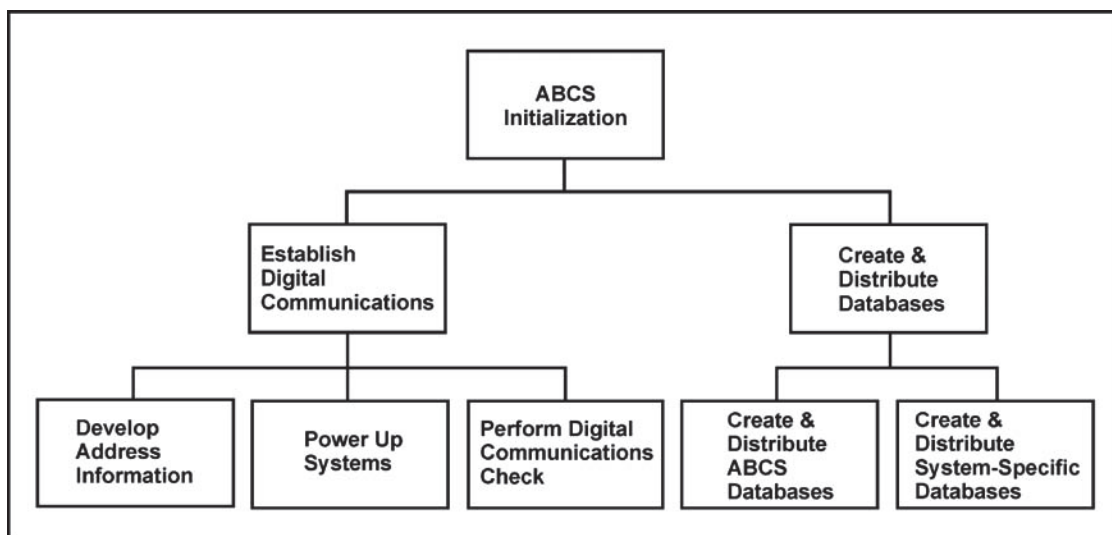 ABCS
Initialization
Establish
Digital
Communications
Create &
Distribute
Databases
Develop
Address
Information
Power Up
Systems
Perform Digital
Communications
Check
Create &
Distribute
ABCS
Databases
Create &
Distribute
System-Specific
Databases